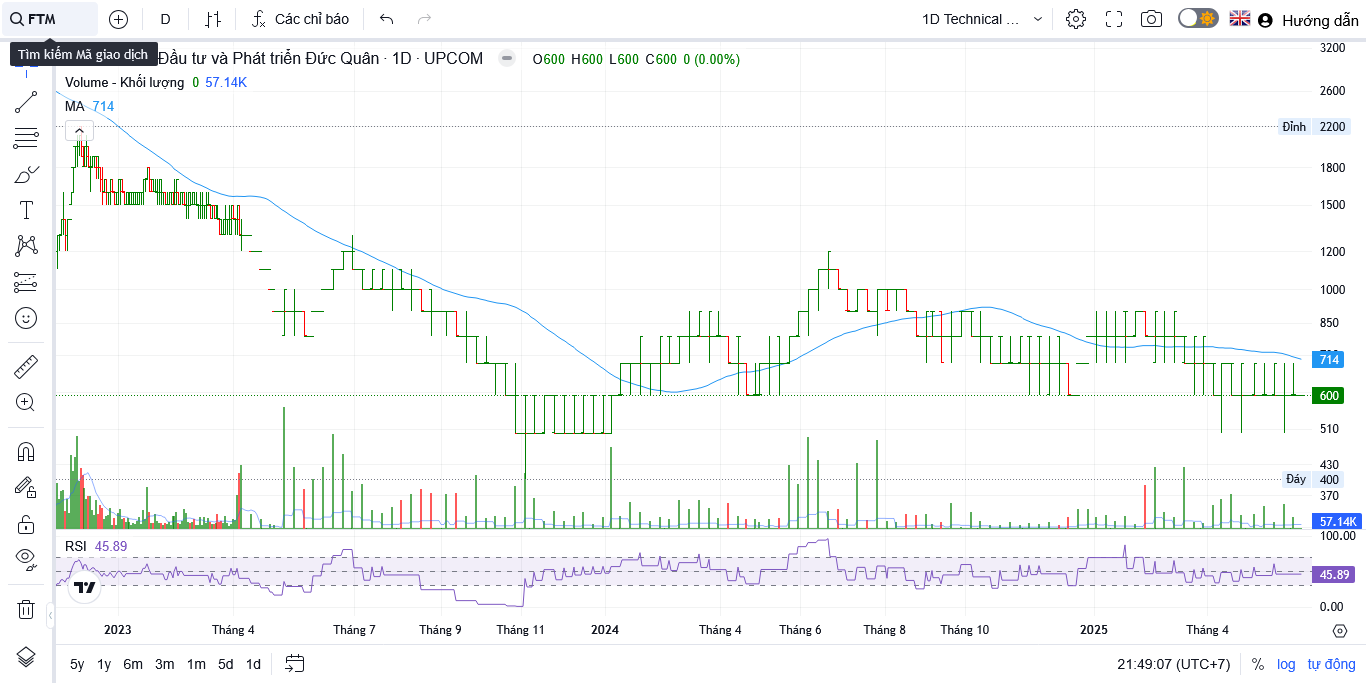 FTM
D
Các chỉ báo
1D Technical ...
Hướng dẫn
Tìm kiếm Mã giao dịch
Đầu tư và Phát triển Đức Quân · 1D · UPCOM
O600 H600 L600 C600 0 (0.00%)
Volume - Khối lượng 0 57.14K
MA 714
3200
2600
Đỉnh 2200
1800
1500
1200
1000
850
714
600
510
430
Đáy 400
370
57.14K
RSI 45.89
100.00
45.89
0.00
2023 Tháng 4 Tháng 7 Tháng 9 Tháng 11 2024 Tháng 4 Tháng 6 Tháng 8 Tháng 10 2025 Tháng 4
5y 1y 6m 3m 1m 5d 1d
21:49:07 (UTC+7) % log tự động